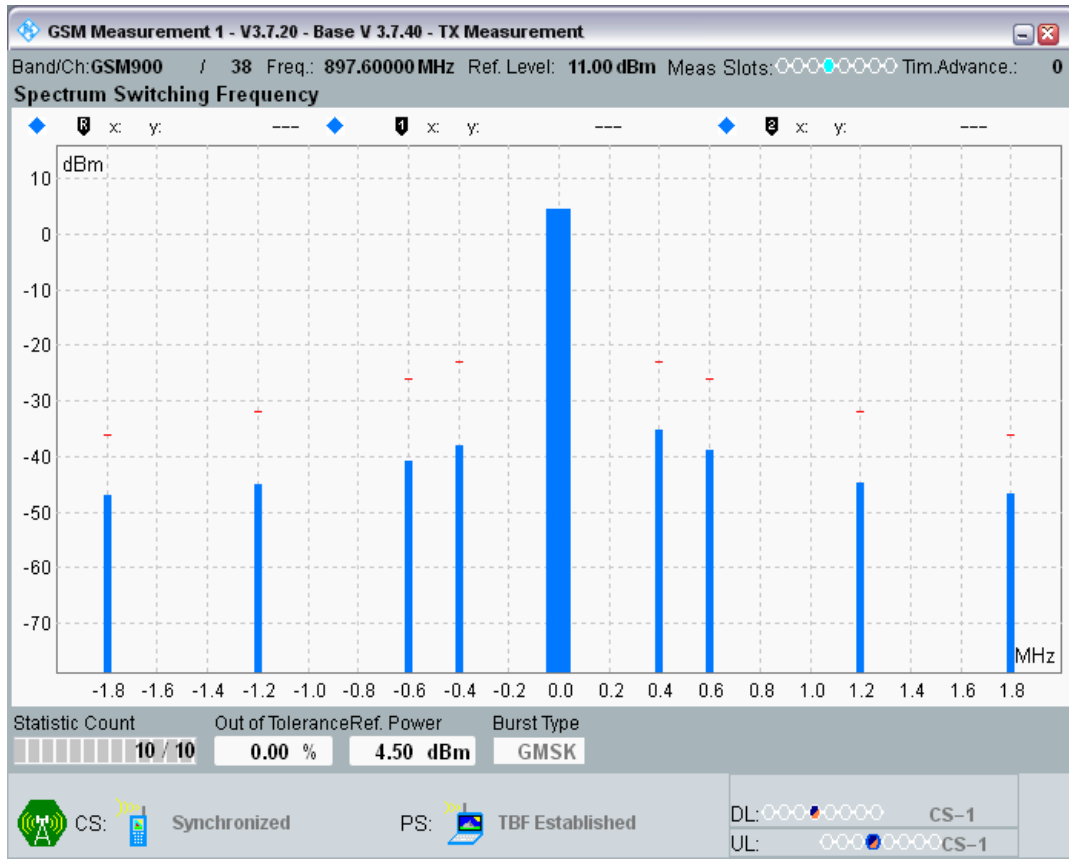 GSM Measurement 1 - V3.7.20 - Base V 3.7.40 - TX Measurement
Band/Ch:GSM900 / 38 Freq.: 897.60000 MHz Ref. Level: 11.00 dBm Meas Slots: Tim.Advance.: 0
Spectrum Switching Frequency
R x: y: --- 1 x: y: --- 2 x: y: ---
dBm
10
0
-10
-20
-30
-40
-50
-60
-70
MHz
-1.8 -1.6 -1.4 -1.2 -1.0 -0.8 -0.6 -0.4 -0.2 0.0 0.2 0.4 0.6 0.8 1.0 1.2 1.4 1.6 1.8
Statistic Count Out of Tolerance Ref. Power Burst Type
10 / 10 0.00 % 4.50 dBm GMSK
CS: Synchronized PS: TBF Established DL: CS-1
UL: CS-1